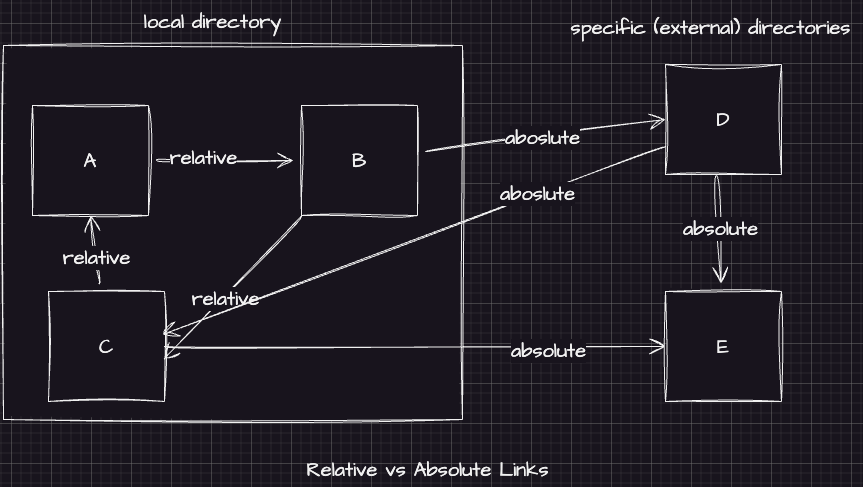 local directory
specific (external) directories
A
relative
B
aboslute
D
aboslute
relative
absolute
relative
C
absolute
E
Relative vs Absolute Links